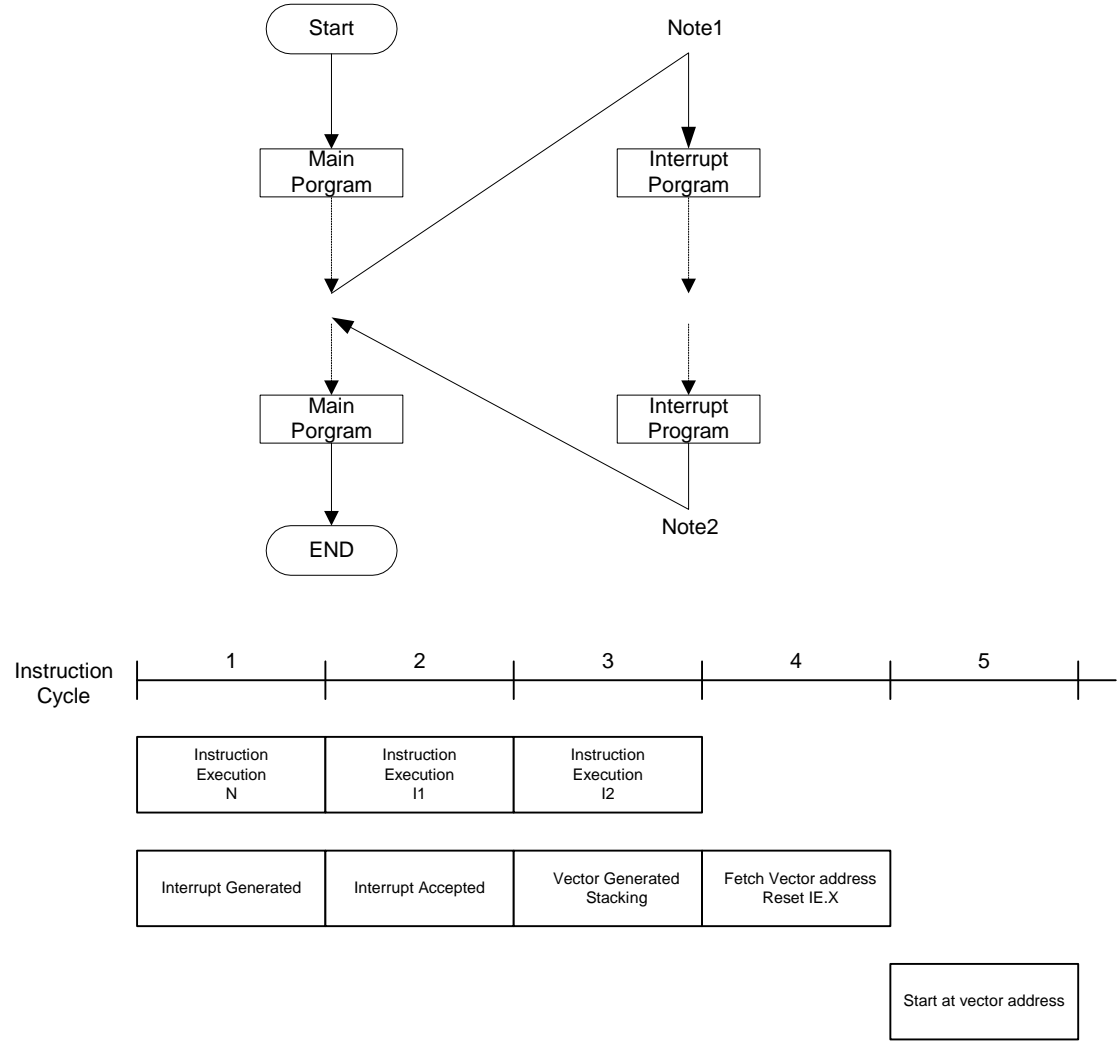 Start
Note1
Main
Porgram
Interrupt
Porgram
Main
Porgram
Interrupt
Program
Note2
END
Instruction
Cycle
1
2
3
4
5
Instruction
Execution
N
Instruction
Execution
I1
Instruction
Execution
I2
Interrupt Generated
Interrupt Accepted
Vector Generated
Stacking
Fetch Vector address
Reset IE.X
Start at vector address